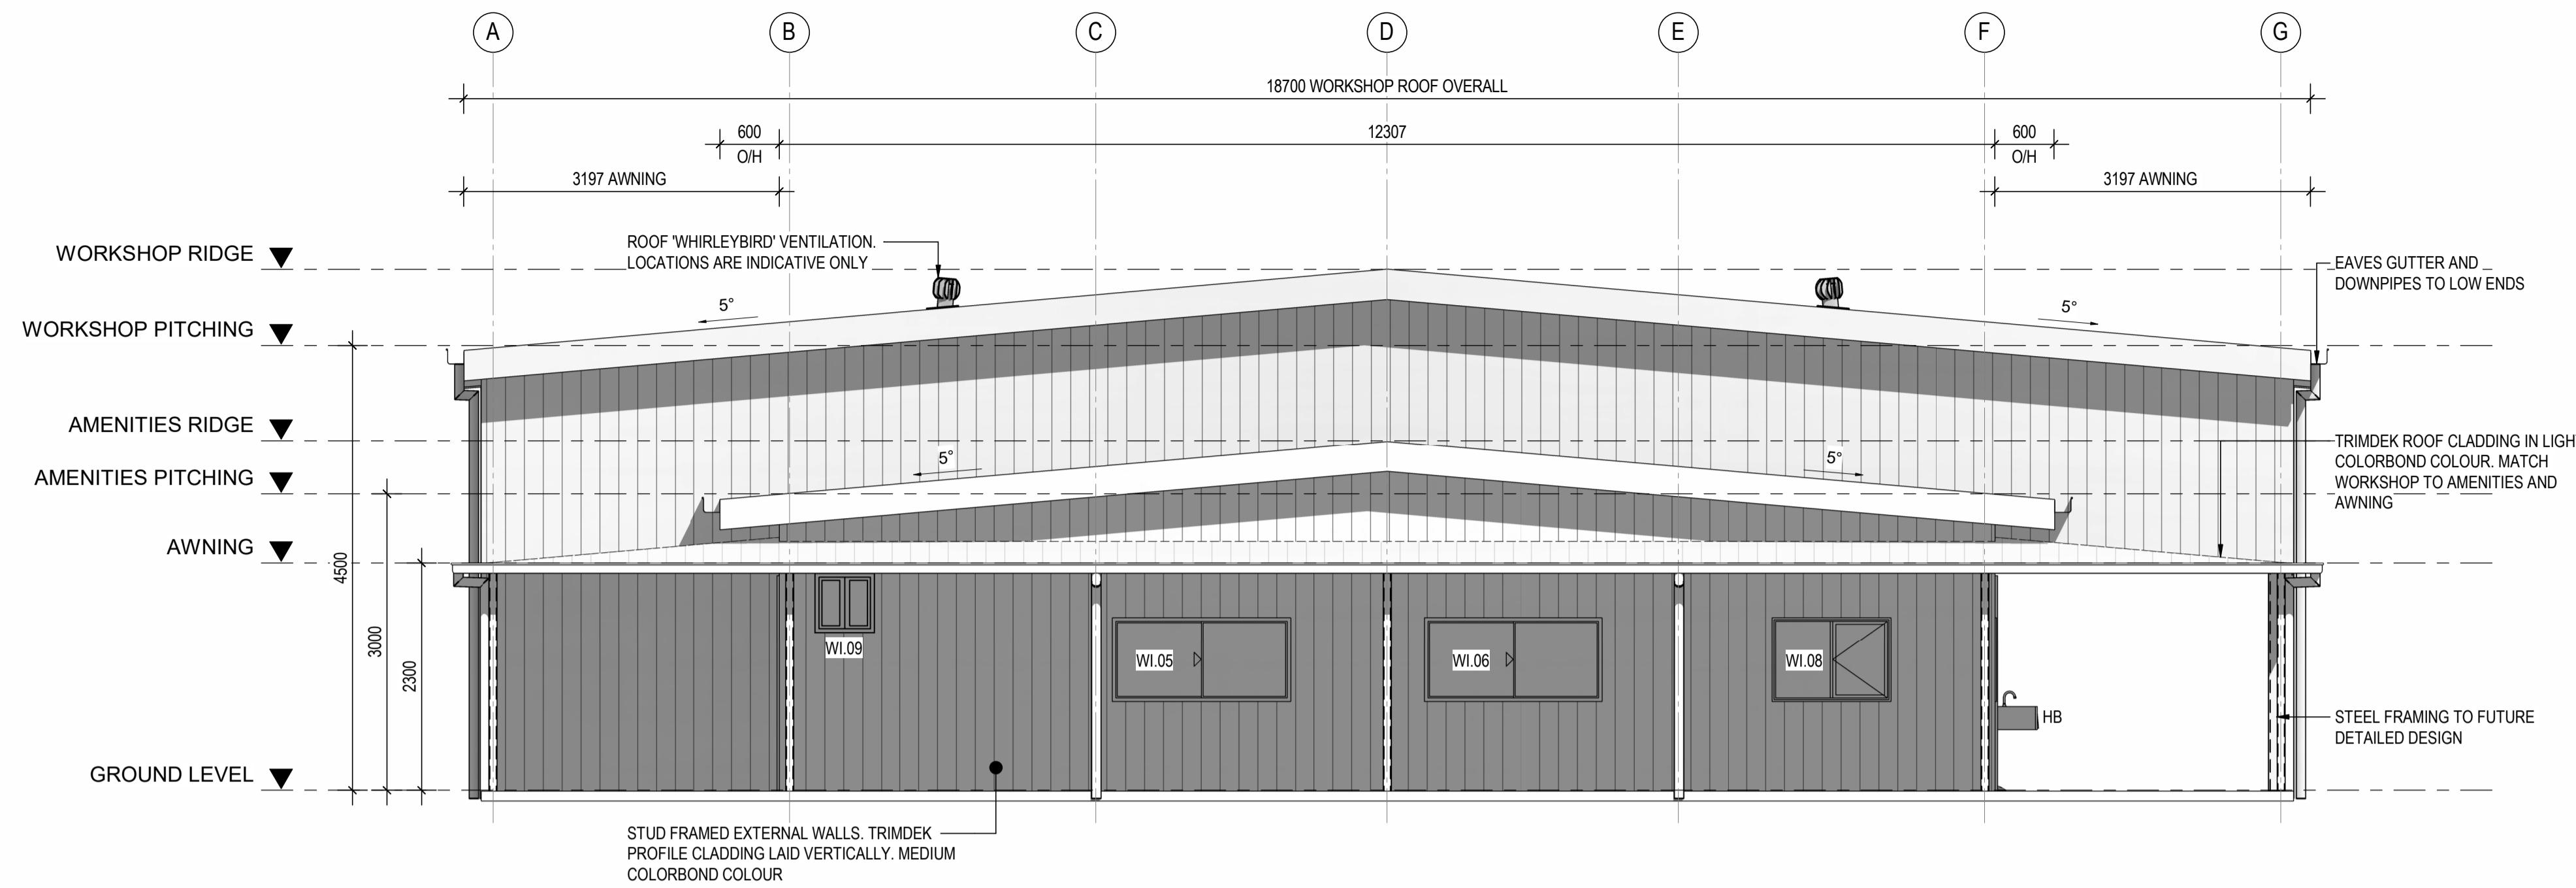 A
B
C
D
E
F
G
18700 WORKSHOP ROOF OVERALL
600
O/H
12307
600
O/H
3197 AWNING
3197 AWNING
WORKSHOP RIDGE
ROOF 'WHIRLEYBIRD' VENTILATION.
LOCATIONS ARE INDICATIVE ONLY
EAVES GUTTER AND
DOWNPIPES TO LOW ENDS
5°
5°
WORKSHOP PITCHING
AMENITIES RIDGE
TRIMDEK ROOF CLADDING IN LIGH
COLORBOND COLOUR. MATCH
WORKSHOP TO AMENITIES AND
AWNING
5°
5°
AMENITIES PITCHING
AWNING
4500
3000
2300
WI.09
WI.05
WI.06
WI.08
HB
STEEL FRAMING TO FUTURE
DETAILED DESIGN
GROUND LEVEL
STUD FRAMED EXTERNAL WALLS. TRIMDEK
PROFILE CLADDING LAID VERTICALLY. MEDIUM
COLORBOND COLOUR